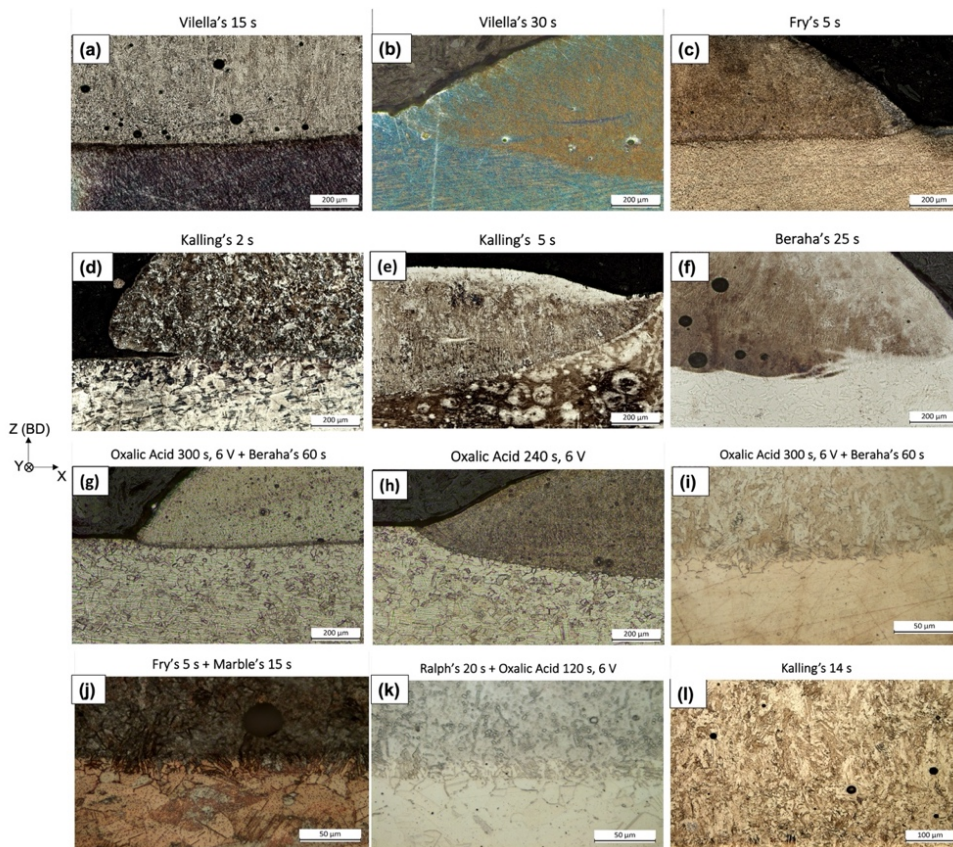 Vilella's 15 s
Vilella's 30 s
Fry's 5 s
(a)
(b)
(c)
200 µm
200 µm
200 µm
Kalling's 2 s
Kalling's 5 s
Beraha's 25 s
(d)
(e)
(f)
200 µm
200 µm
200 µm
Z (BD)
Y
X
Oxalic Acid 300 s, 6 V + Beraha's 60 s
Oxalic Acid 240 s, 6 V
Oxalic Acid 300 s, 6 V + Beraha's 60 s
(g)
(h)
(i)
200 µm
200 µm
50 µm
Fry's 5 s + Marble's 15 s
Ralph's 20 s + Oxalic Acid 120 s, 6 V
Kalling's 14 s
(j)
(k)
(l)
50 µm
50 µm
100 µm